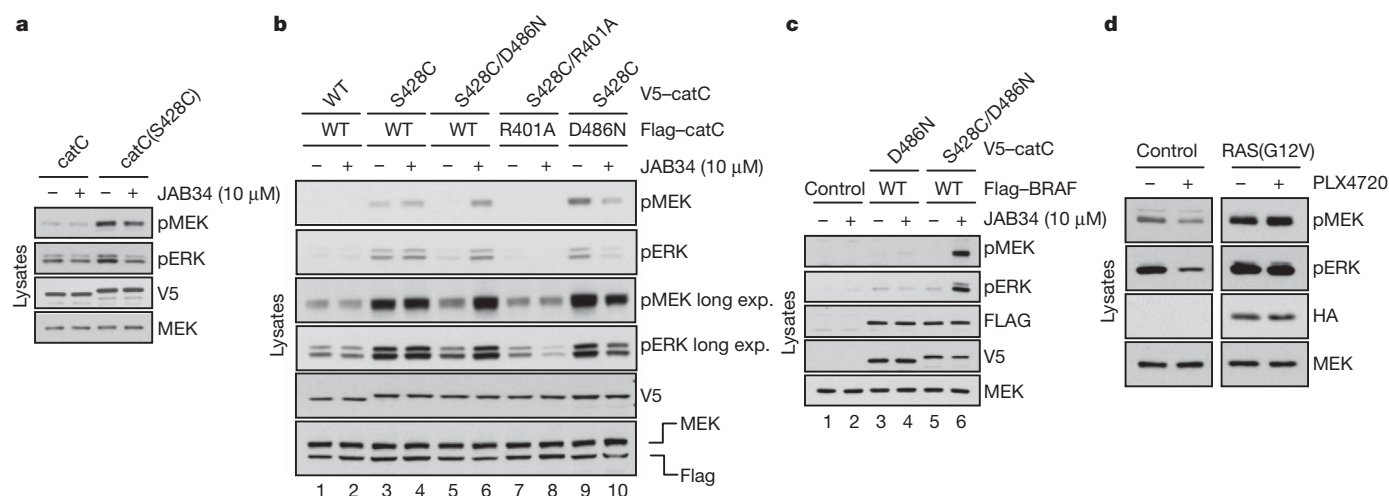 a
catC
catC(S428C)
– + – +
JAB34 (10 μM)
pMEK
pERK
V5
MEK
Lysates
b
WT
S428C
S428C/D486N
S428C/R401A
S428C
V5–catC
WT WT WT R401A D486N
Flag–catC
– + – + – + – + – +
JAB34 (10 μM)
pMEK
pERK
pMEK long exp.
pERK long exp.
V5
MEK
Flag
Lysates
1 2 3 4 5 6 7 8 9 10
c
D486N
S428C/D486N
V5–catC
Control WT WT
Flag–BRAF
– + – + – +
JAB34 (10 μM)
pMEK
pERK
FLAG
V5
MEK
Lysates
1 2 3 4 5 6
d
Control RAS(G12V)
– + – +
PLX4720
pMEK
pERK
HA
MEK
Lysates